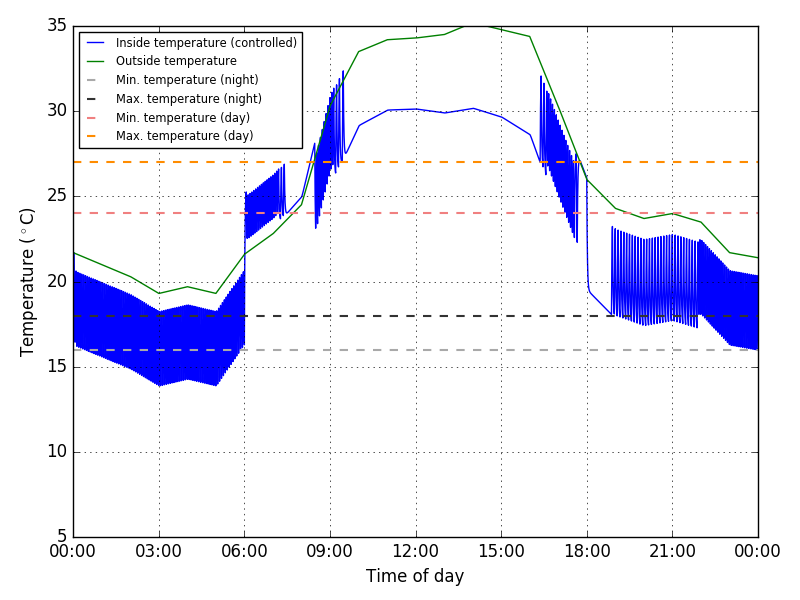 35
30
25
20
15
10
5
Temperature (°C)
Inside temperature (controlled)
Outside temperature
Min. temperature (night)
Max. temperature (night)
Min. temperature (day)
Max. temperature (day)
00:00 03:00 06:00 09:00 12:00 15:00 18:00 21:00 00:00
Time of day